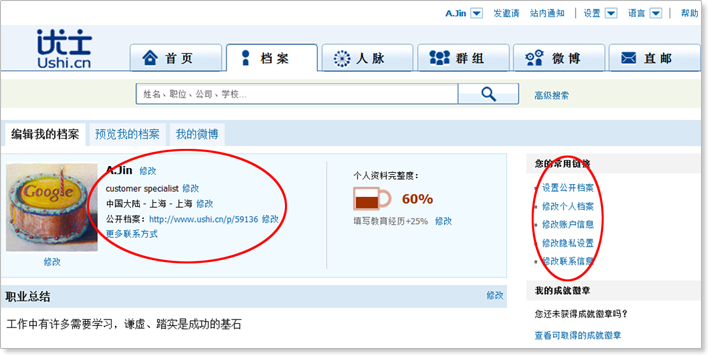 A.Jin 发邀请 站内通知 | 设置 语言 | 帮助
优士
Ushi.cn
首页 档案 人脉 群组 微博 直邮
姓名、职位、公司、学校... 高级搜索
编辑我的档案 预览我的档案 我的微博
Google
A.Jin 修改
customer specialist 修改
中国大陆 - 上海 - 上海 修改
公开档案：http://www.ushi.cn/p/59136 修改
更多联系方式
修改
个人资料完整度：
60%
填写教育经历+25% 修改
您的常用链接
设置公开档案
修改个人档案
修改账户信息
修改隐私设置
修改联系信息
职业总结 修改
工作中有许多需要学习，谦虚、踏实是成功的基石
我的成就徽章
您还未获得成就徽章吗？
查看可取得的成就徽章